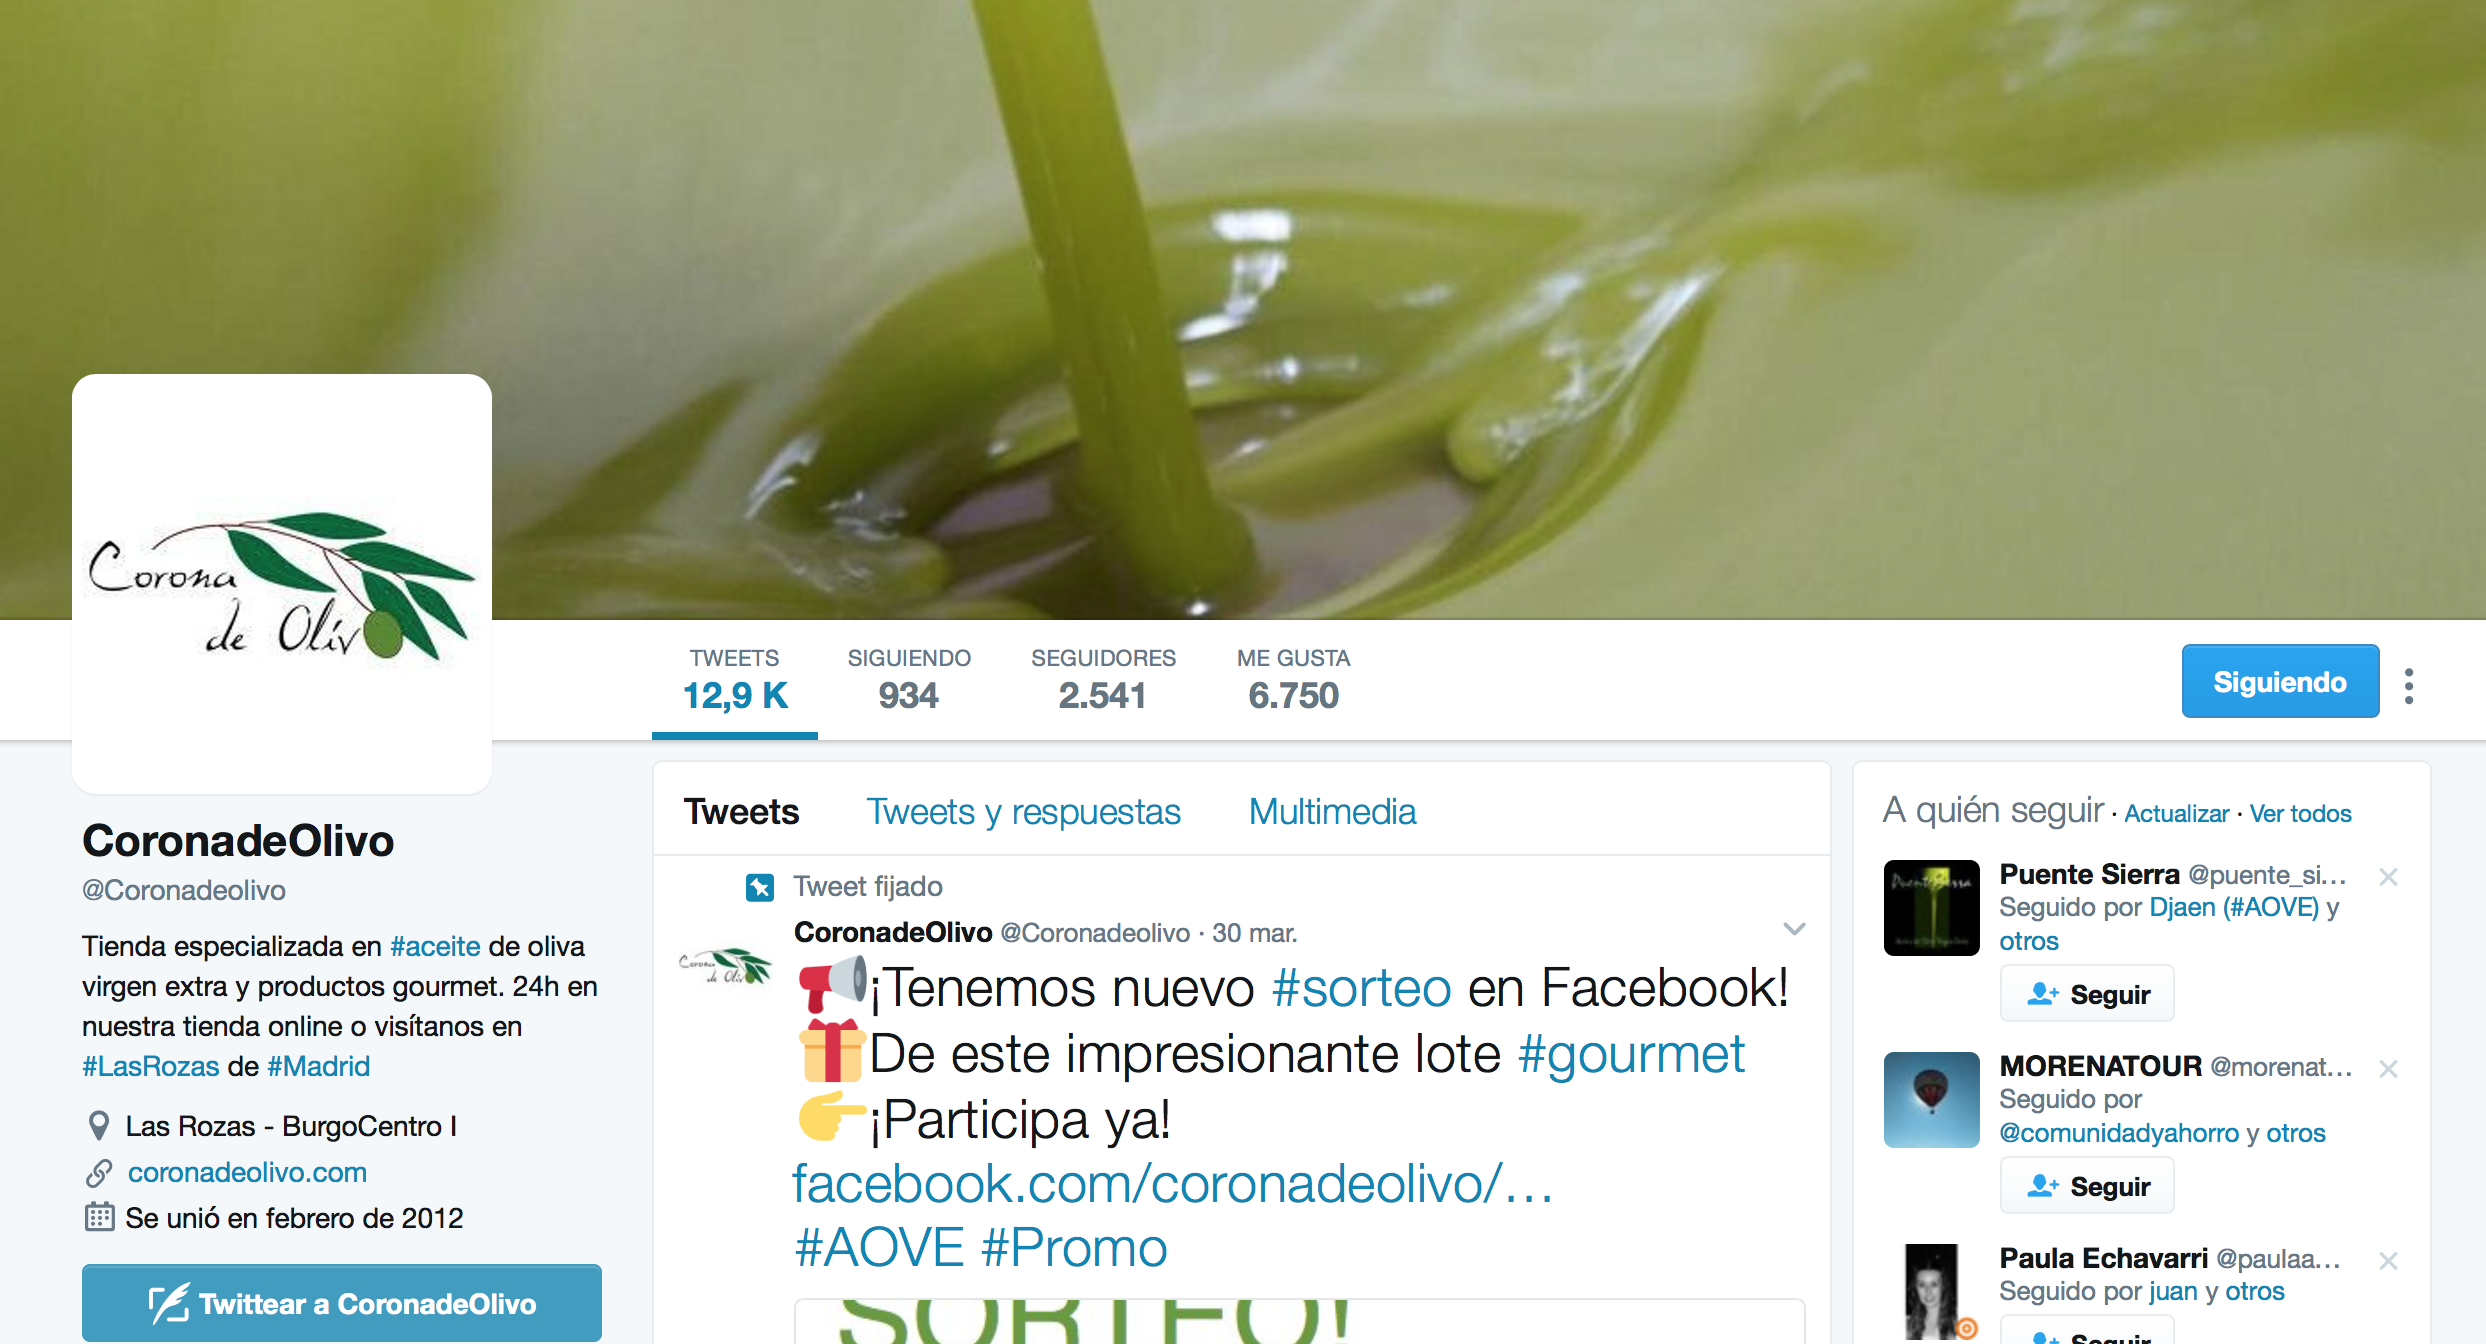 Corona
de Olivo
TWEETS
12,9 K
SIGUIENDO
934
SEGUIDORES
2.541
ME GUSTA
6.750
Siguiendo
CoronadeOlivo
@Coronadeolivo
Tienda especializada en #aceite de oliva
virgen extra y productos gourmet. 24h en
nuestra tienda online o visítanos en
#LasRozas de #Madrid
Las Rozas - BurgoCentro I
coronadeolivo.com
Se unió en febrero de 2012
Twittear a CoronadeOlivo
Tweets Tweets y respuestas Multimedia
Tweet fijado
CoronadeOlivo @Coronadeolivo · 30 mar.
Corona
de Olivo
📣¡Tenemos nuevo #sorteo en Facebook!
🎁De este impresionante lote #gourmet
👉¡Participa ya!
facebook.com/coronadeolivo/…
#AOVE #Promo
SORTEO!
A quién seguir · Actualizar · Ver todos
Puente Sierra
Puente Sierra @puente_si...
Seguido por Djaen (#AOVE) y
otros
Seguir
MORENATOUR @morenat...
Seguido por
@comunidadyahorro y otros
Seguir
Paula Echavarri @paulaa...
Seguido por juan y otros
Seguir